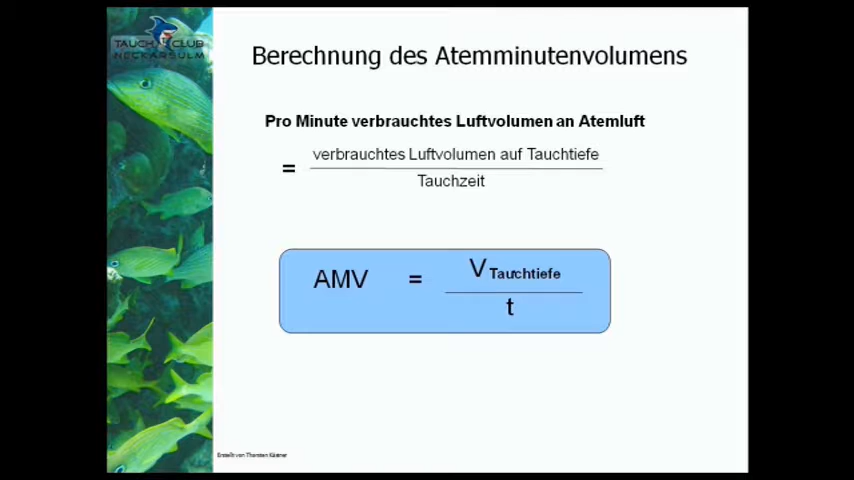 TAUCH CLUB
NECKARSULM
Berechnung des Atemminutenvolumens
Pro Minute verbrauchtes Luftvolumen an Atemluft
= verbrauchtes Luftvolumen auf Tauchtiefe
Tauchzeit
AMV = V Tauchtiefe
t
Erstellt von Thorsten Kästner